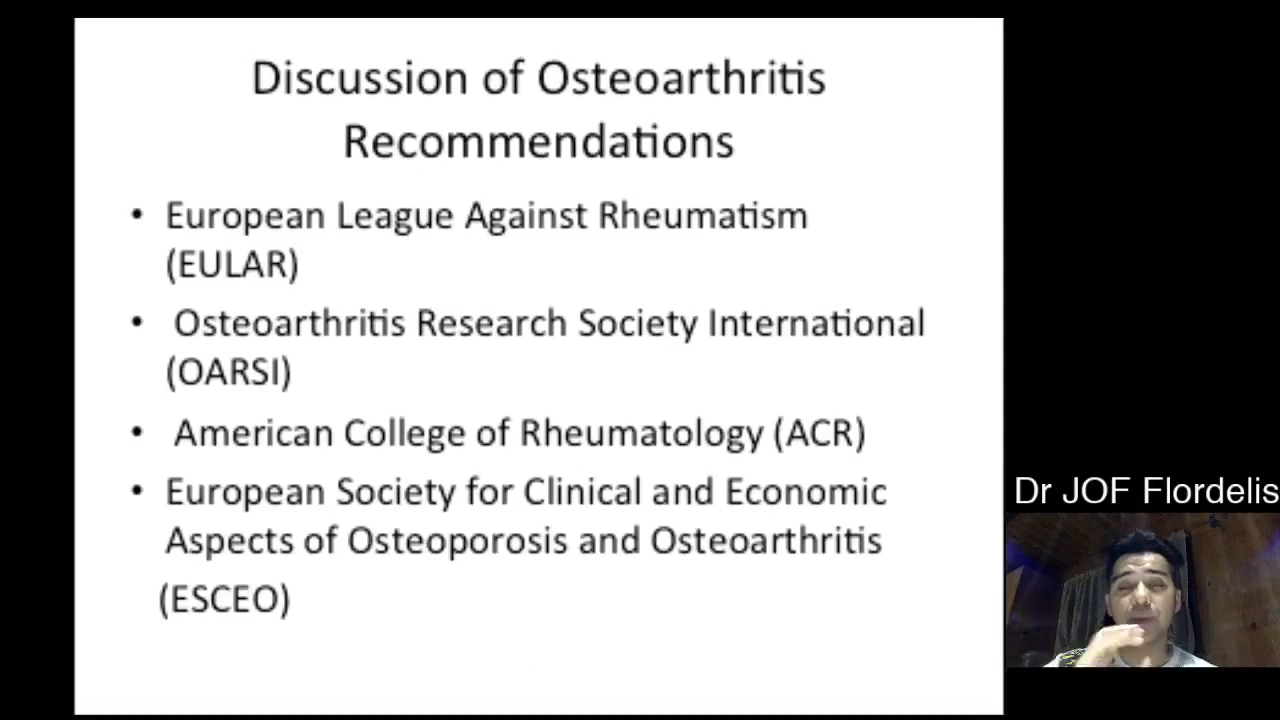 Discussion of Osteoarthritis
Recommendations
• European League Against Rheumatism
(EULAR)
• Osteoarthritis Research Society International
(OARSI)
• American College of Rheumatology (ACR)
• European Society for Clinical and Economic
Aspects of Osteoporosis and Osteoarthritis
(ESCEO)
Dr JOF Flordelis